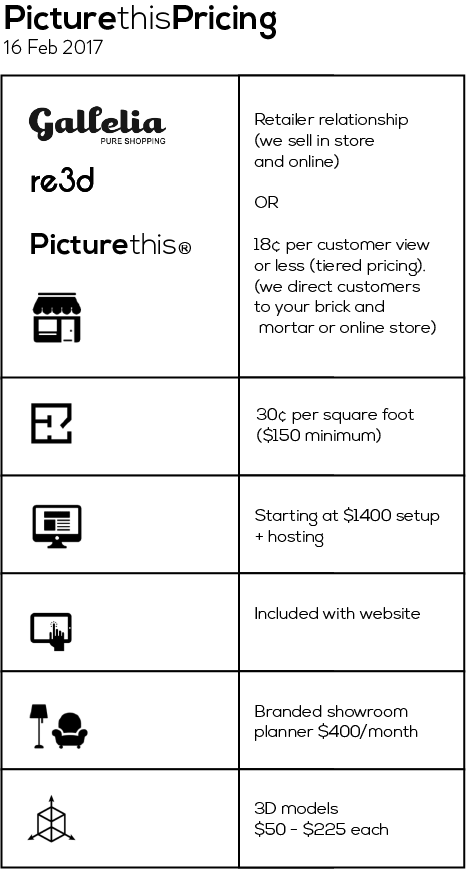 PicturethisPricing
16 Feb 2017
Galfelia
PURE SHOPPING
re3d
Picturethis®
Retailer relationship
(we sell in store
and online)
OR
18¢ per customer view
or less (tiered pricing).
(we direct customers
to your brick and
mortar or online store)
30¢ per square foot
($150 minimum)
Starting at $1400 setup
+ hosting
Included with website
Branded showroom
planner $400/month
3D models
$50 - $225 each